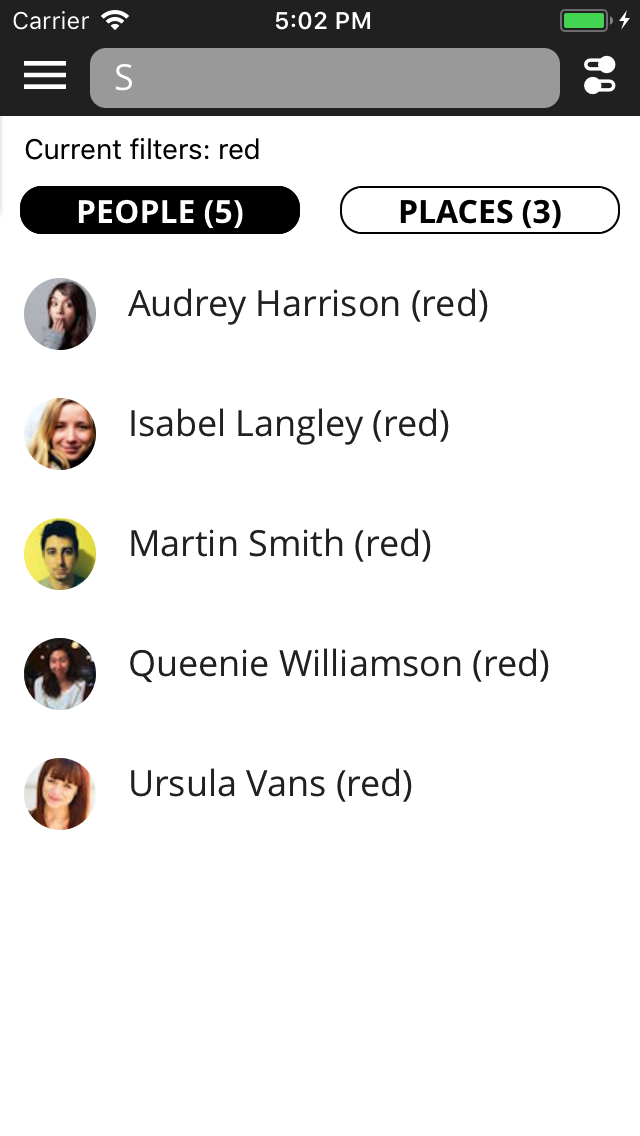 Carrier 5:02 PM
S
Current filters: red
PEOPLE (5) PLACES (3)
Audrey Harrison (red)
Isabel Langley (red)
Martin Smith (red)
Queenie Williamson (red)
Ursula Vans (red)